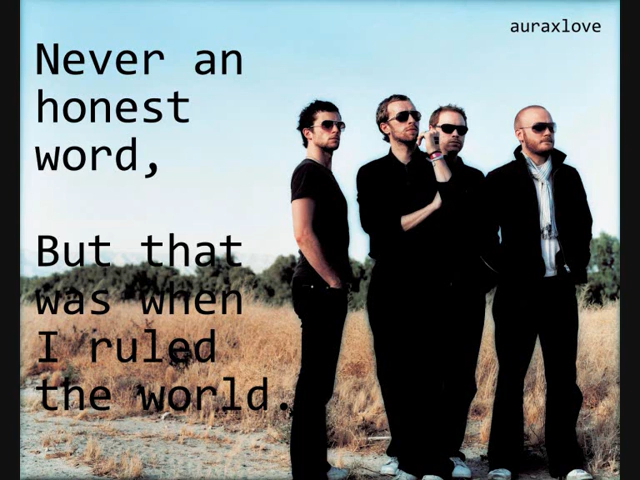 auraxlove
Never an
honest
word,
But that
was when
I ruled
the world.